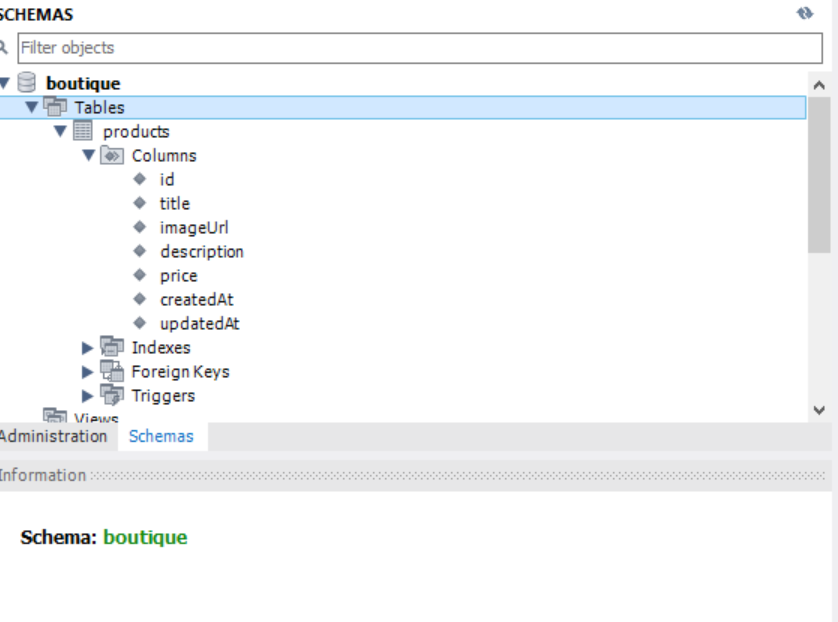 SCHEMAS
Filter objects
boutique
Tables
products
Columns
id
title
imageUrl
description
price
createdAt
updatedAt
Indexes
Foreign Keys
Triggers
Views
Administration Schemas
Information
Schema: boutique